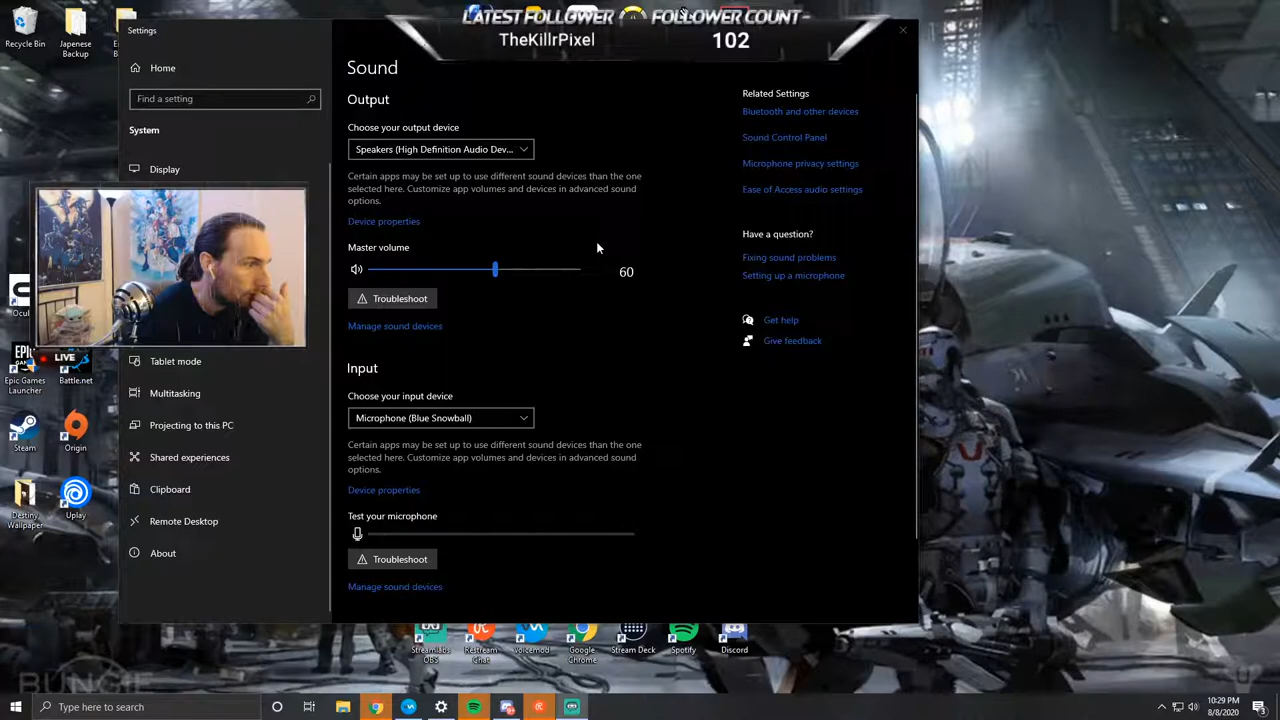 LATEST FOLLOWER
FOLLOWER COUNT
TheKillrPixel
102
Recycle Bin
Japenese
Backup
Settings
Home
Find a setting
System
Display
Tablet mode
Multitasking
Projecting to this PC
Shared experiences
Clipboard
Remote Desktop
About
Sound
Output
Choose your output device
Speakers (High Definition Audio Dev...
Certain apps may be set up to use different sound devices than the one
selected here. Customize app volumes and devices in advanced sound
options.
Device properties
Master volume
60
Troubleshoot
Manage sound devices
Input
Choose your input device
Microphone (Blue Snowball)
Certain apps may be set up to use different sound devices than the one
selected here. Customize app volumes and devices in advanced sound
options.
Device properties
Test your microphone
Troubleshoot
Manage sound devices
Related Settings
Bluetooth and other devices
Sound Control Panel
Microphone privacy settings
Ease of Access audio settings
Have a question?
Fixing sound problems
Setting up a microphone
Get help
Give feedback
LIVE
Ocul
Epic Games
Launcher
Battle.net
Steam
Origin
Destiny
Wallpaper
Uplay
Streamlabs
OBS
Restream
Chat
Voicemod
Google
Chrome
Stream Deck
Spotify
Discord
BUNGIE
Type here to search
10:29 PM
8/8/2020